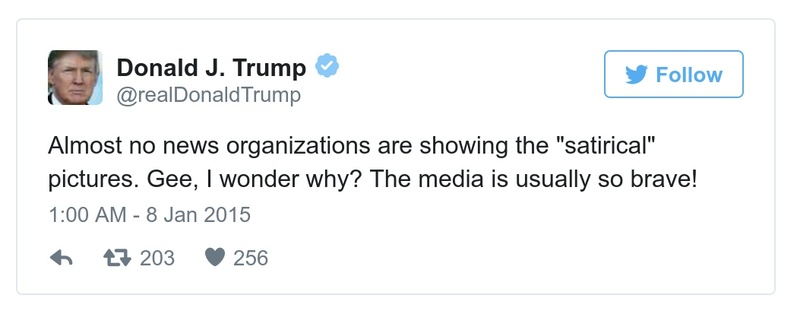 Donald J. Trump
@realDonaldTrump
Follow
Almost no news organizations are showing the "satirical"
pictures. Gee, I wonder why? The media is usually so brave!
1:00 AM - 8 Jan 2015
203 256